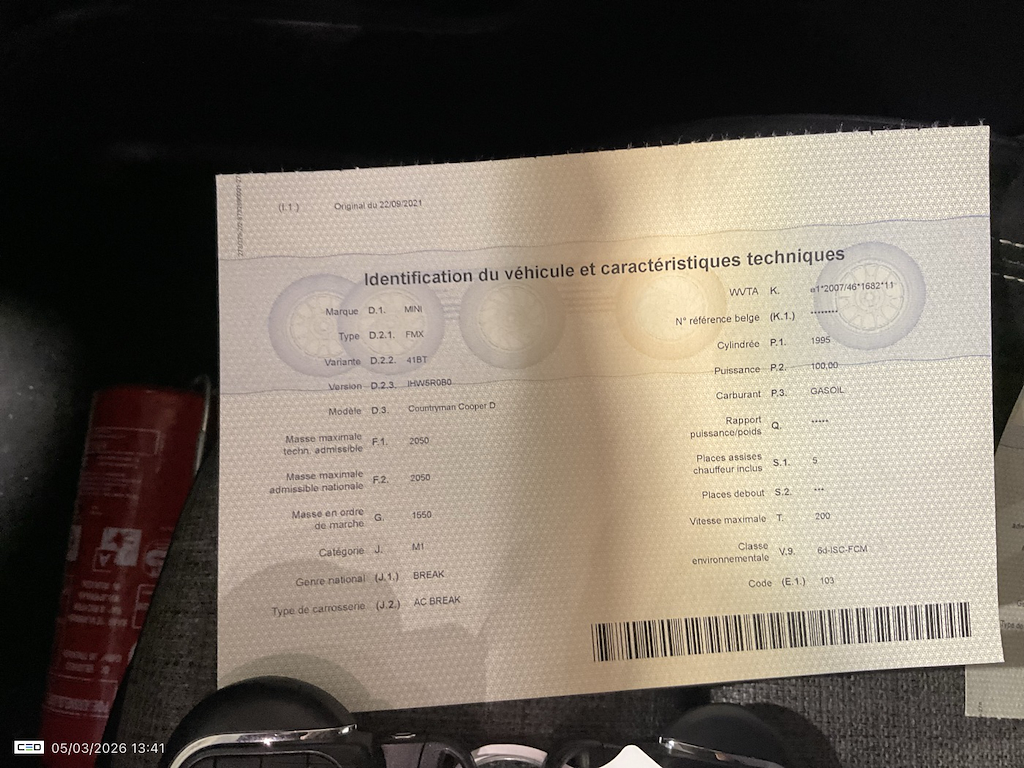 (I.1.) Original du 22/09/2021
Identification du véhicule et caractéristiques techniques
Marque D.1. MINI
Type D.2.1. FMX
Variante D.2.2. 41BT
Version D.2.3. IHW5R0B0
Modèle D.3. Countryman Cooper D
Masse maximale
techn. admissible F.1. 2050
Masse maximale
admissible nationale F.2. 2050
Masse en ordre
de marche G. 1550
Catégorie J. M1
Genre national (J.1.) BREAK
Type de carrosserie (J.2.) AC BREAK
WVTA K. e1*2007/46*1682*11
N° référence belge (K.1.) ********
Cylindrée P.1. 1995
Puissance P.2. 100,00
Carburant P.3. GASOIL
Rapport
puissance/poids Q. *****
Places assises
chauffeur inclus S.1. 5
Places debout S.2. ***
Vitesse maximale T. 200
Classe
environnementale V.9. 6d-ISC-FCM
Code (E.1.) 103
Type de
05/03/2026 13:41